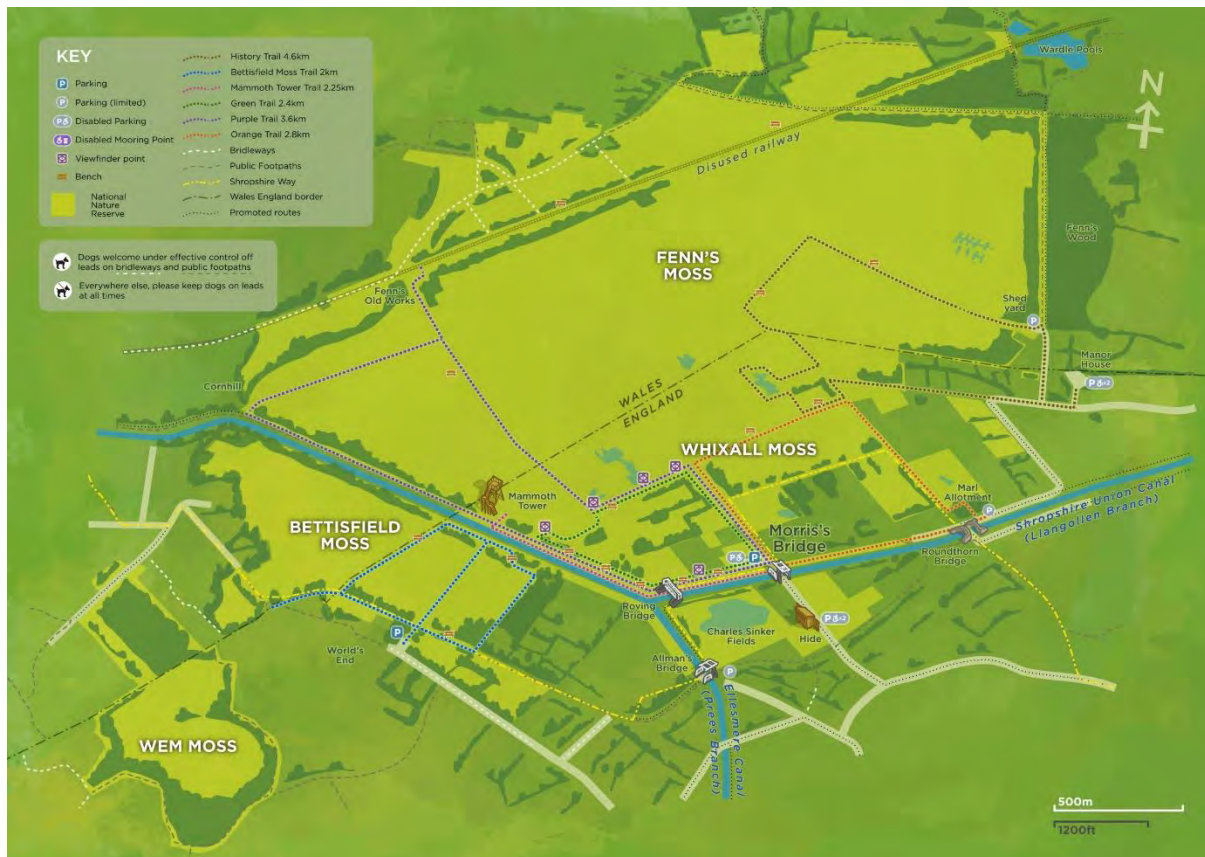 KEY
Parking
Parking (limited)
Disabled Parking
Disabled Mooring Point
Viewfinder point
Bench
National
Nature
Reserve
History Trail 4.6km
Bettisfield Moss Trail 2km
Mammoth Tower Trail 2.25km
Green Trail 2.4km
Purple Trail 3.6km
Orange Trail 2.8km
Bridleways
Public Footpaths
Shropshire Way
Wales England border
Promoted routes
Dogs welcome under effective control off
leads on bridleways and public footpaths
Everywhere else, please keep dogs on leads
at all times
Wardle Pools
N
Disused railway
FENN'S
MOSS
Fenn's
Wood
Fenn's
Old Works
Shed
yard
P
Manor
House
P x2
Cornhill
WALES
ENGLAND
WHIXALL MOSS
Mammoth
Tower
BETTISFIELD
MOSS
Marl
Allotment
P
Shropshire Union Canal
(Llangollen Branch)
Morris's
Bridge
P
P
Roundthorn
Bridge
Roving
Bridge
Charles Sinker
Fields
Hide
P x2
P
World's
End
Allman's
Bridge
P
Ellesmere Canal
(Prees Branch)
WEM MOSS
500m
1200ft